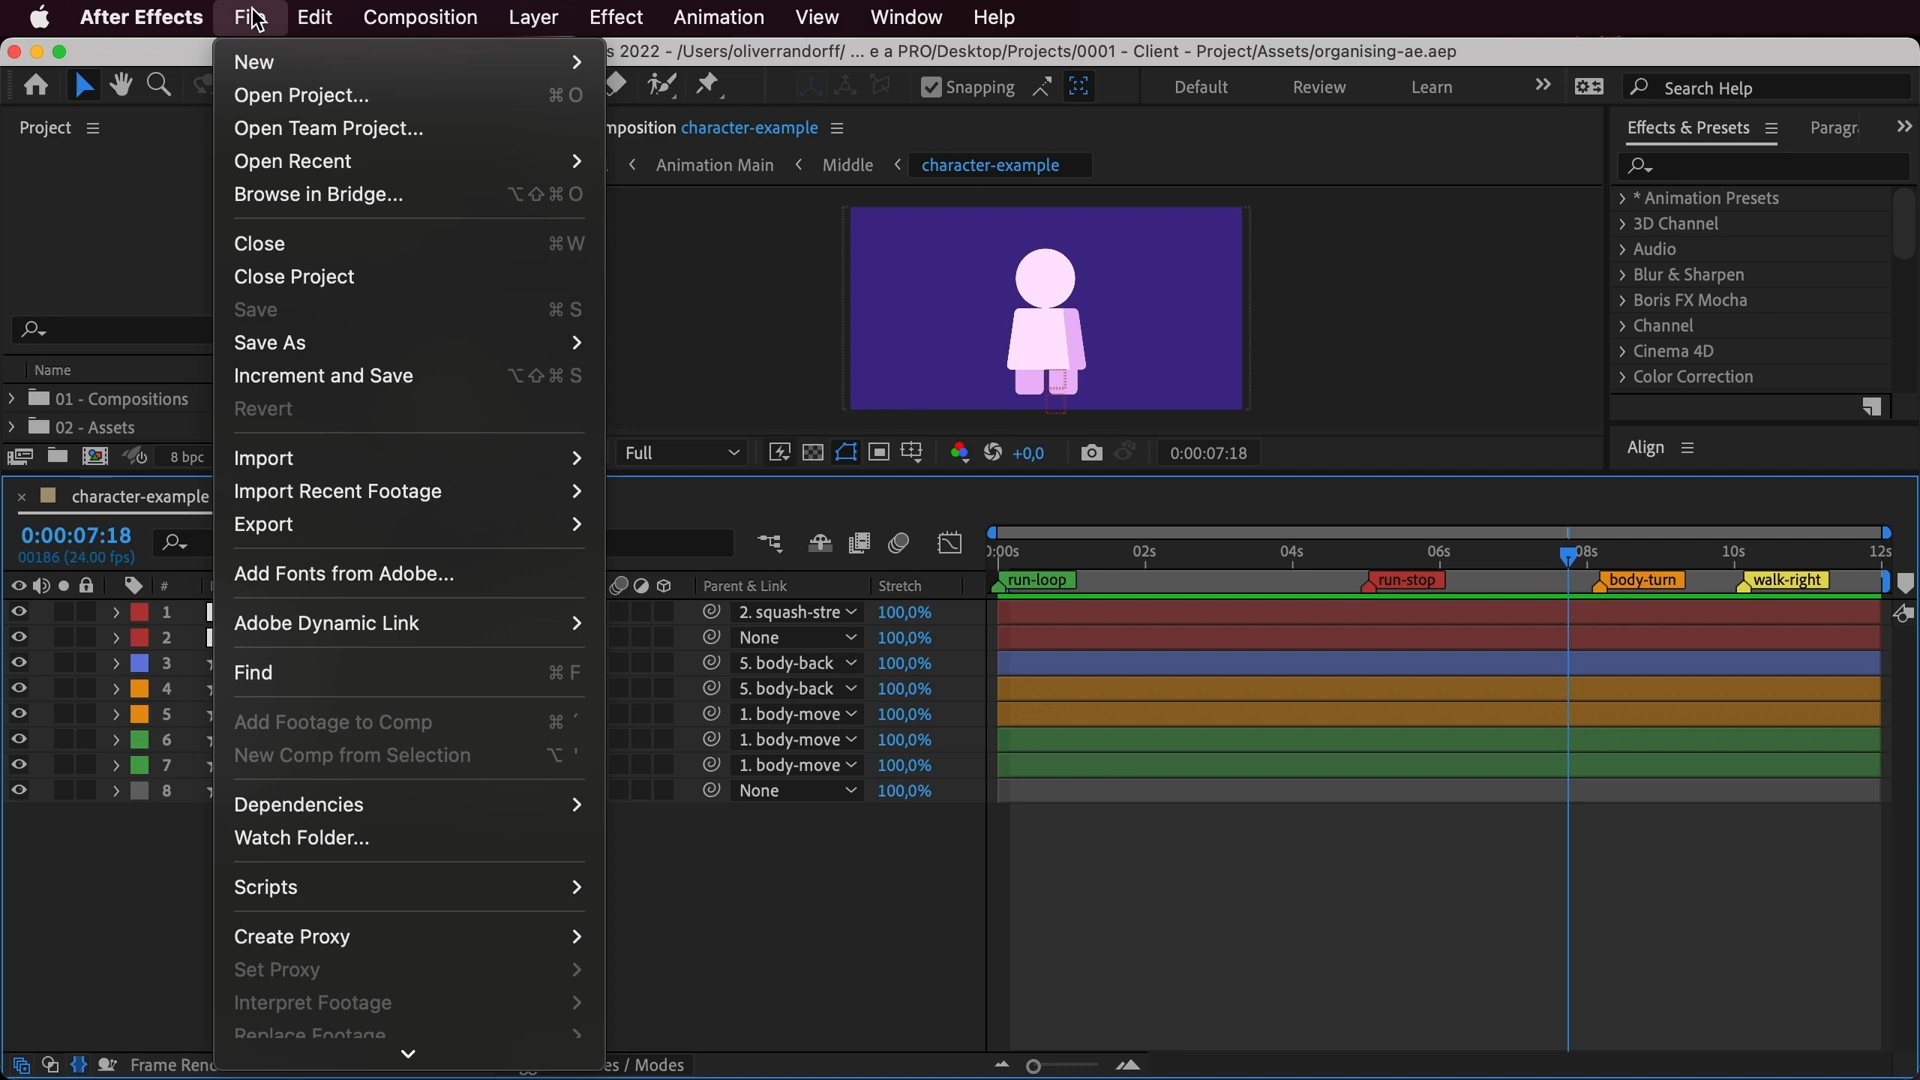 After Effects File Edit Composition Layer Effect Animation View Window Help
s 2022 - /Users/oliverrandorff/ ... e a PRO/Desktop/Projects/0001 - Client - Project/Assets/organising-ae.aep
Snapping Default Review Learn Search Help
Project
New
Open Project... ⌘ O
Open Team Project...
Open Recent
Browse in Bridge... ⌥⇧⌘ O
Close ⌘ W
Close Project
Save ⌘ S
Save As
Increment and Save ⌥⇧⌘ S
Revert
Import
Import Recent Footage
Export
Add Fonts from Adobe...
Adobe Dynamic Link
Find ⌘ F
Add Footage to Comp ⌘ '
New Comp from Selection ⌥ '
Dependencies
Watch Folder...
Scripts
Create Proxy
Set Proxy
Interpret Footage
Replace Footage
mposition character-example
‹ Animation Main ‹ Middle ‹ character-example
Effects & Presets Paragr
* Animation Presets
3D Channel
Audio
Blur & Sharpen
Boris FX Mocha
Channel
Cinema 4D
Color Correction
Align
Name
01 - Compositions
02 - Assets
8 bpc
Full +0,0 0:00:07:18
character-example
0:00:07:18
00186 (24.00 fps)
# Parent & Link Stretch
):00s 02s 04s 06s 08s 10s 12s
run-loop run-stop body-turn walk-right
1 2. squash-stre 100,0%
2 None 100,0%
3 5. body-back 100,0%
4 5. body-back 100,0%
5 1. body-move 100,0%
6 1. body-move 100,0%
7 1. body-move 100,0%
8 None 100,0%
Frame Ren es / Modes